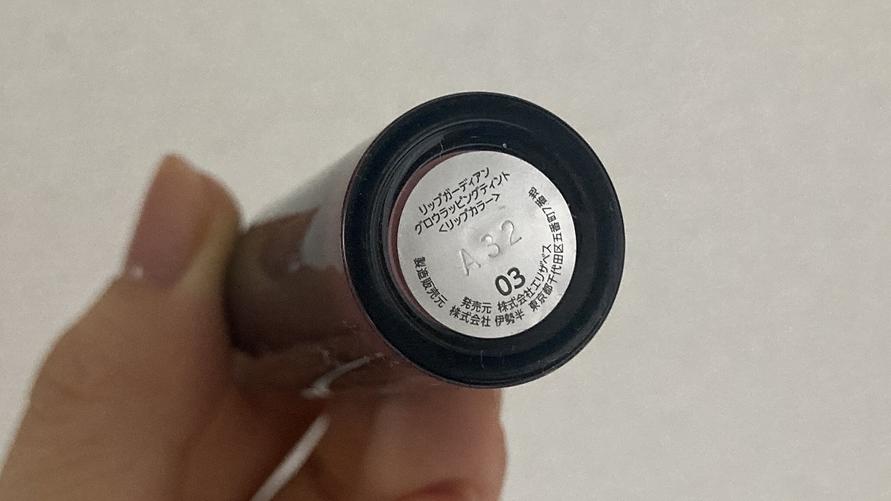 リップガーディアン
グロウラッピングティント
<リップカラー>
A32
03
発売元 株式会社エリザベス
製造販売元 株式会社 伊勢半 東京都千代田区五番町7番地